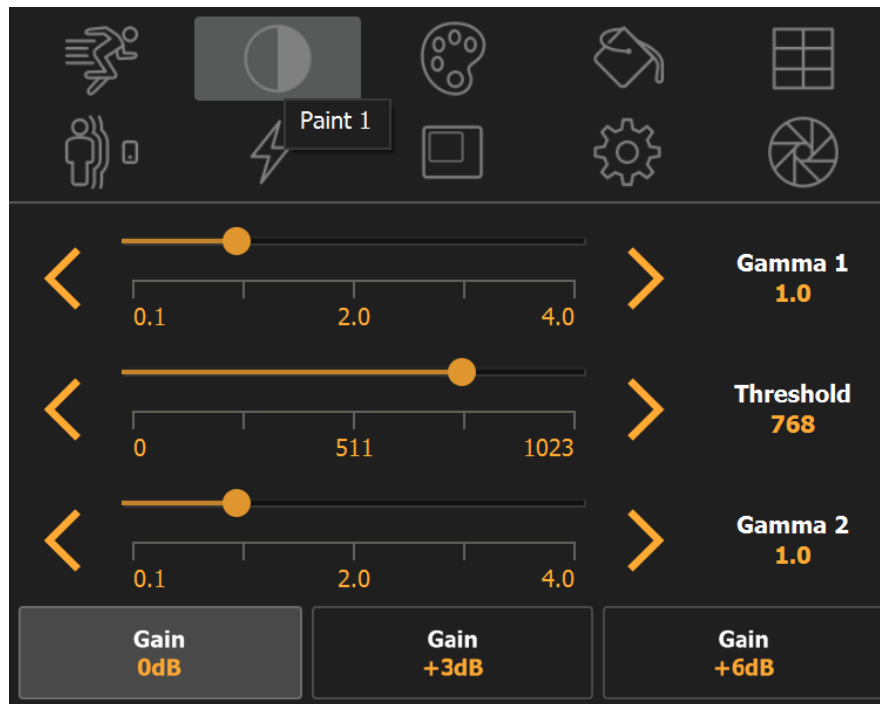 Paint 1
Gamma 1
1.0
0.1 2.0 4.0
Threshold
768
0 511 1023
Gamma 2
1.0
0.1 2.0 4.0
Gain Gain Gain
0dB +3dB +6dB